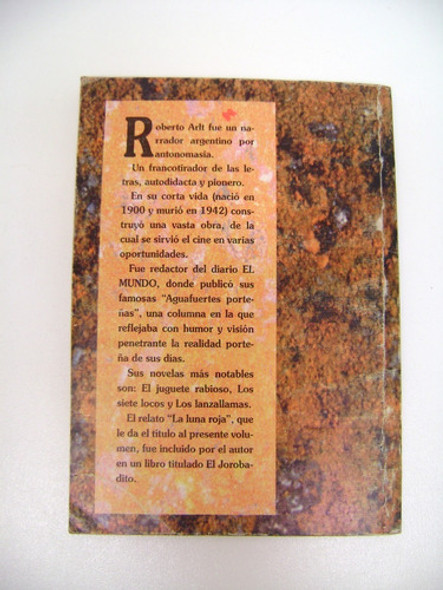 Roberto Arlt fue un na-
rrador argentino por
antonomasia.
Un francotirador de las le-
tras, autodidacta y pionero.
En su corta vida (nació en
1900 y murió en 1942) cons-
truyó una vasta obra, de la
cual se sirvió el cine en varias
oportunidades.
Fue redactor del diario EL
MUNDO, donde publicó sus
famosas "Aguafuertes porte-
ñas", una columna en la que
reflejaba con humor y visión
penetrante la realidad porte-
ña de sus días.
Sus novelas más notables
son: El juguete rabioso, Los
siete locos y Los lanzallamas.
El relato "La luna roja", que
le da el título al presente volu-
men, fue incluido por el autor
en un libro titulado El Joroba-
dito.